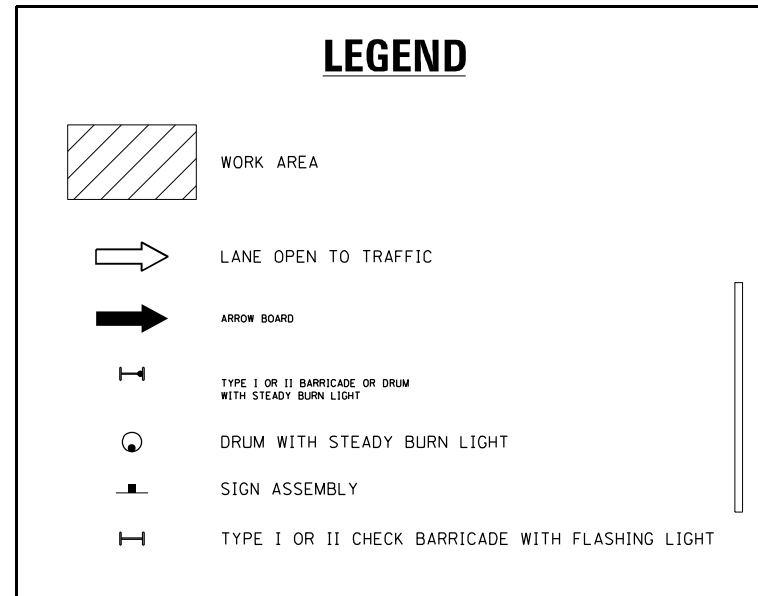 LEGEND
WORK AREA
LANE OPEN TO TRAFFIC
ARROW BOARD
TYPE I OR II BARRICADE OR DRUM
WITH STEADY BURN LIGHT
DRUM WITH STEADY BURN LIGHT
SIGN ASSEMBLY
TYPE I OR II CHECK BARRICADE WITH FLASHING LIGHT